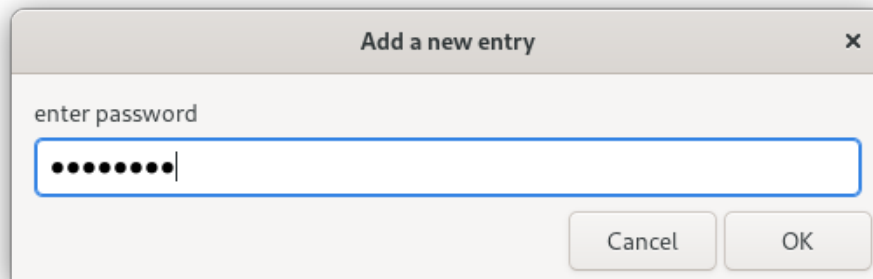 Add a new entry ×
enter password
••••••••
Cancel OK